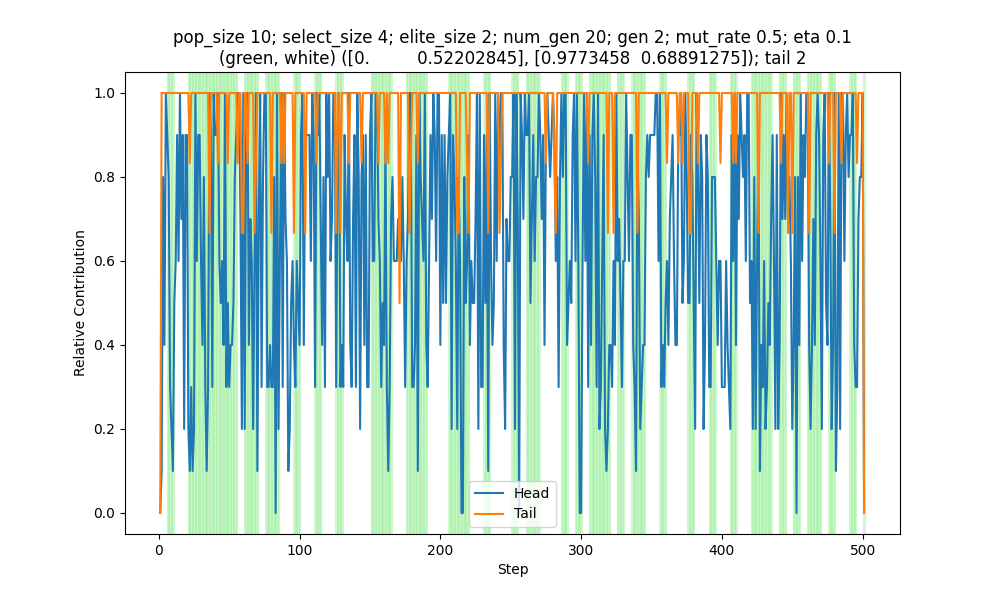 pop_size 10; select_size 4; elite_size 2; num_gen 20; gen 2; mut_rate 0.5; eta 0.1
(green, white) ([0.         0.52202845], [0.9773458  0.68891275]); tail 2
Relative Contribution
1.0
0.8
0.6
0.4
0.2
0.0
Head
Tail
0
100
200
300
400
500
Step